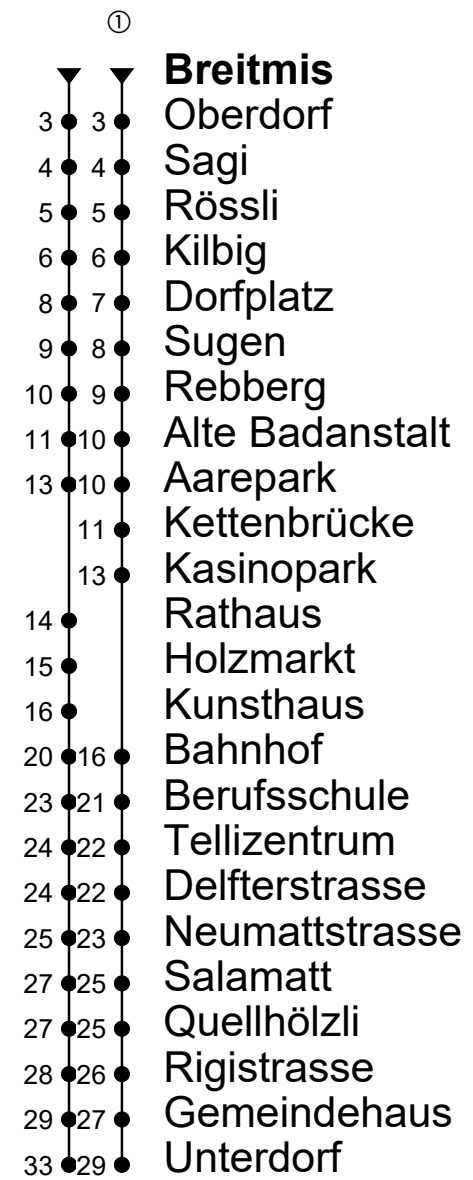 ①
Breitmis
3 3 Oberdorf
4 4 Sagi
5 5 Rössli
6 6 Kilbig
8 7 Dorfplatz
9 8 Sugen
10 9 Rebberg
11 10 Alte Badanstalt
13 10 Aarepark
11 Kettenbrücke
13 Kasinopark
14 Rathaus
15 Holzmarkt
16 Kunsthaus
20 16 Bahnhof
23 21 Berufsschule
24 22 Tellizentrum
24 22 Delfterstrasse
25 23 Neumattstrasse
27 25 Salamatt
27 25 Quellhölzli
28 26 Rigistrasse
29 27 Gemeindehaus
33 29 Unterdorf